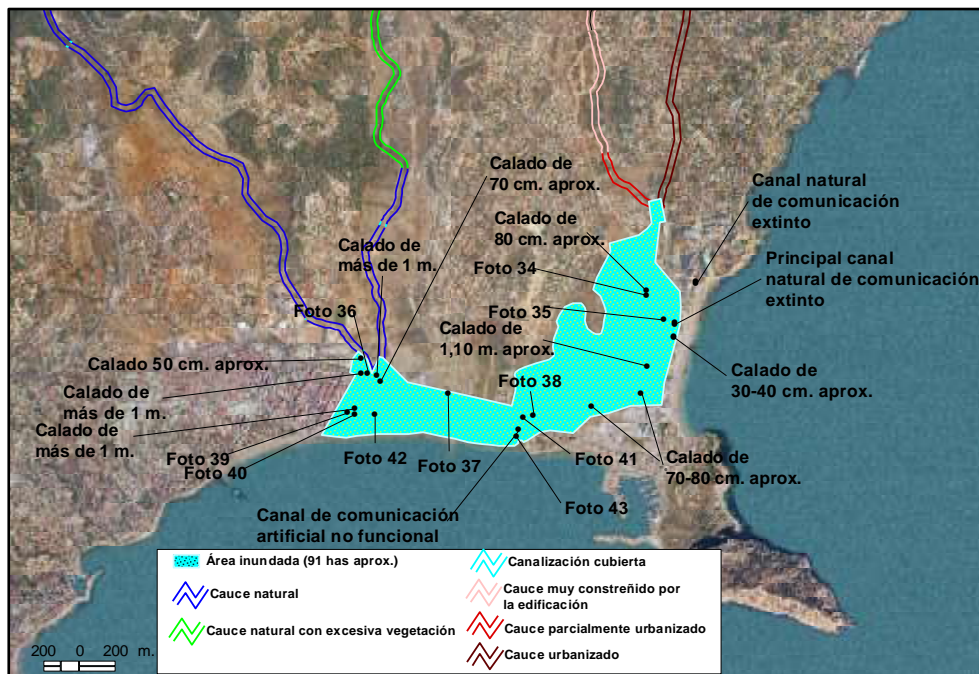 Calado de
70 cm. aprox.
Canal natural
de comunicación
extinto
Calado de
80 cm. aprox.
Calado de
más de 1 m.
Principal canal
natural de comunicación
extinto
Foto 34
Foto 36
Foto 35
Calado de
1,10 m. aprox.
Calado 50 cm. aprox.
Calado de
30-40 cm. aprox.
Calado de
más de 1 m.
Foto 38
Calado de
más de 1 m.
Foto 39
Foto 40
Foto 42
Foto 37
Foto 41
Calado de
70-80 cm. aprox.
Foto 43
Canal de comunicación
artificial no funcional
Área inundada (91 has aprox.)
Cauce natural
Cauce natural con excesiva vegetación
Canalización cubierta
Cauce muy constreñido por
la edificación
Cauce parcialmente urbanizado
Cauce urbanizado
200 0 200 m.